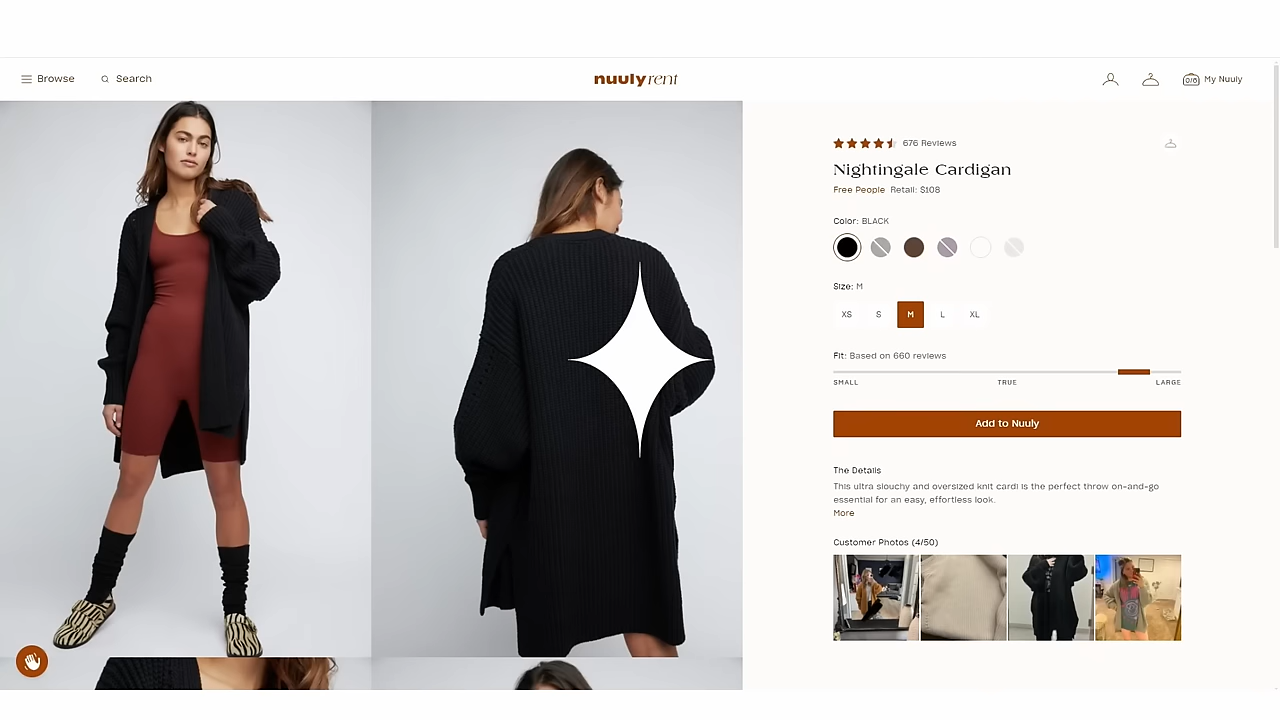 Browse
Search
nuuly rent
0/6
My Nuuly
676 Reviews
Nightingale Cardigan
Free People Retail: $108
Color: BLACK
Size: M
XS S M L XL
Fit: Based on 660 reviews
SMALL TRUE LARGE
Add to Nuuly
The Details
This ultra slouchy and oversized knit cardi is the perfect throw on-and-go
essential for an easy, effortless look.
More
Customer Photos (4/50)